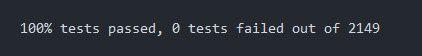 100% tests passed, 0 tests failed out of 2149